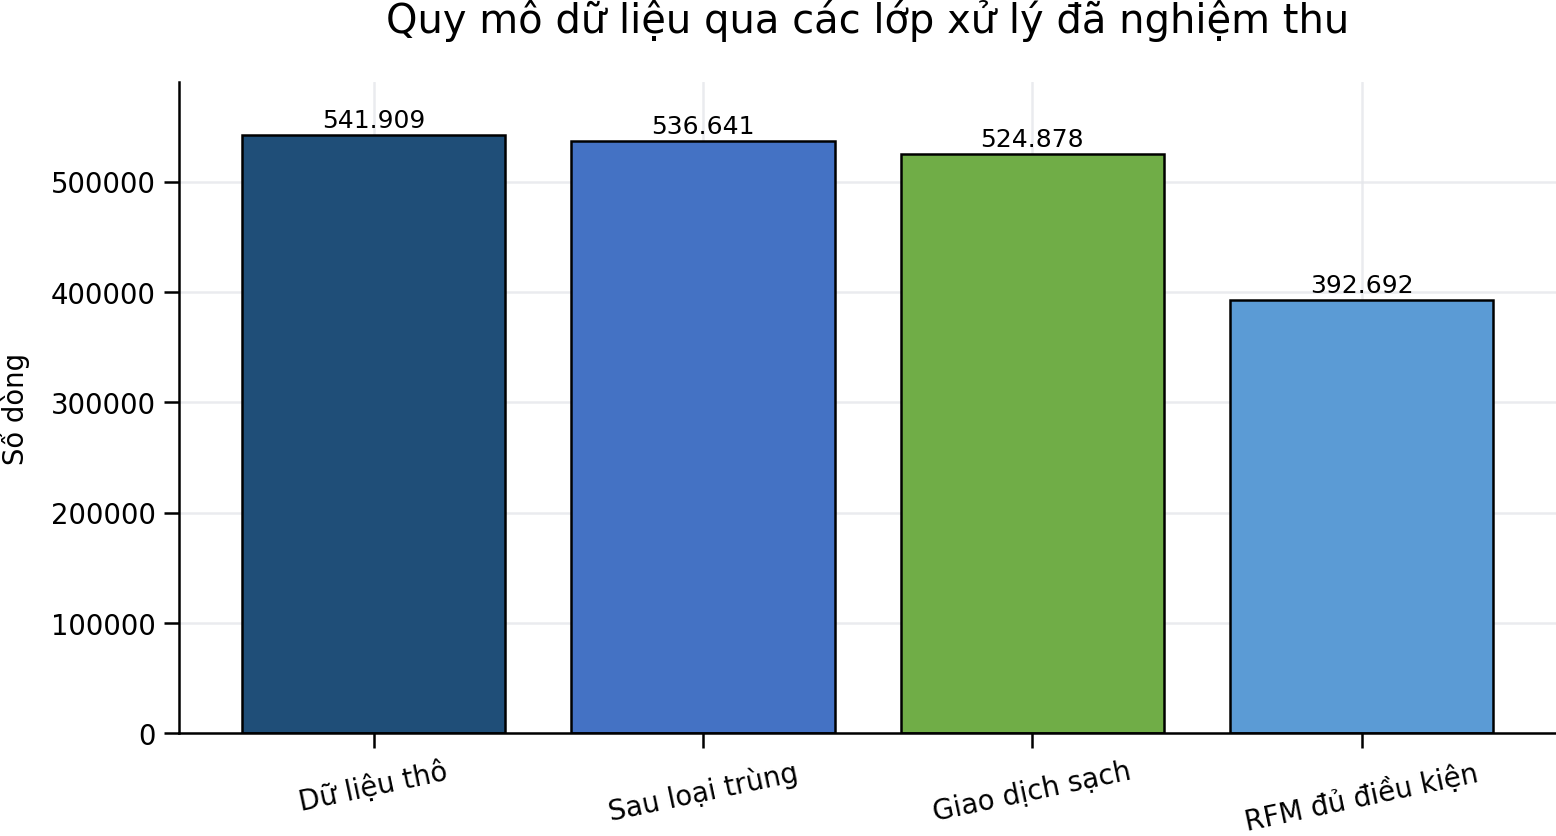 Quy mô dữ liệu qua các lớp xử lý đã nghiệm thu
Số dòng
500000
400000
300000
200000
100000
0
541.909
536.641
524.878
392.692
Dữ liệu thô
Sau loại trùng
Giao dịch sạch
RFM đủ điều kiện